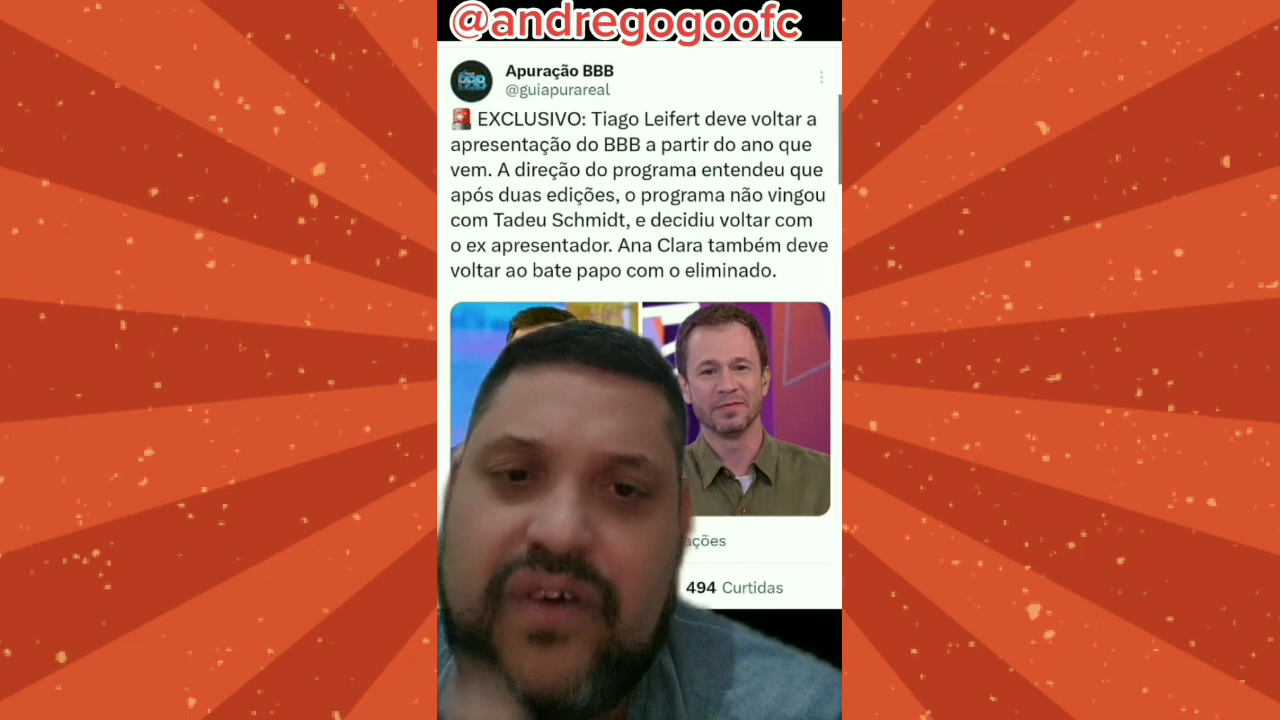 @andregogoofc
Apuração BBB
@guiapurareal
🚨 EXCLUSIVO: Tiago Leifert deve voltar a
apresentação do BBB a partir do ano que
vem. A direção do programa entendeu que
após duas edições, o programa não vingou
com Tadeu Schmidt, e decidiu voltar com
o ex apresentador. Ana Clara também deve
voltar ao bate papo com o eliminado.
ações
494 Curtidas